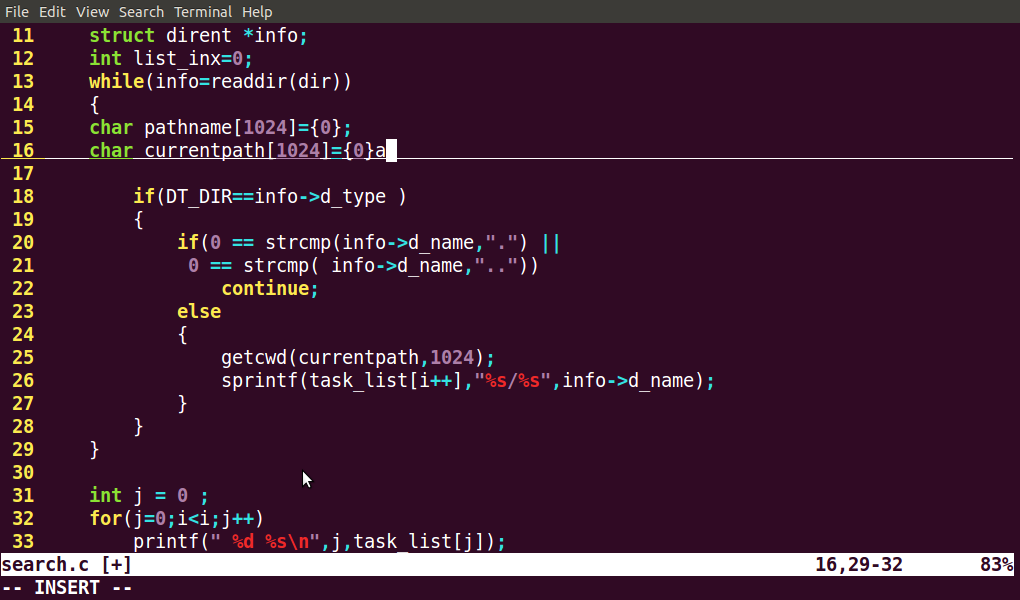 File Edit View Search Terminal Help
11     struct dirent *info;
12     int list_inx=0;
13     while(info=readdir(dir))
14     {
15     char pathname[1024]={0};
16     char currentpath[1024]={0}a
17
18         if(DT_DIR==info->d_type )
19         {
20             if(0 == strcmp(info->d_name,".") ||
21              0 == strcmp( info->d_name,".."))
22                 continue;
23             else
24             {
25                 getcwd(currentpath,1024);
26                 sprintf(task_list[i++],"%s/%s",info->d_name);
27             }
28         }
29     }
30
31     int j = 0 ;
32     for(j=0;i<i;j++)
33         printf(" %d %s\n",j,task_list[j]);
search.c [+]     16,29-32     83%
-- INSERT --